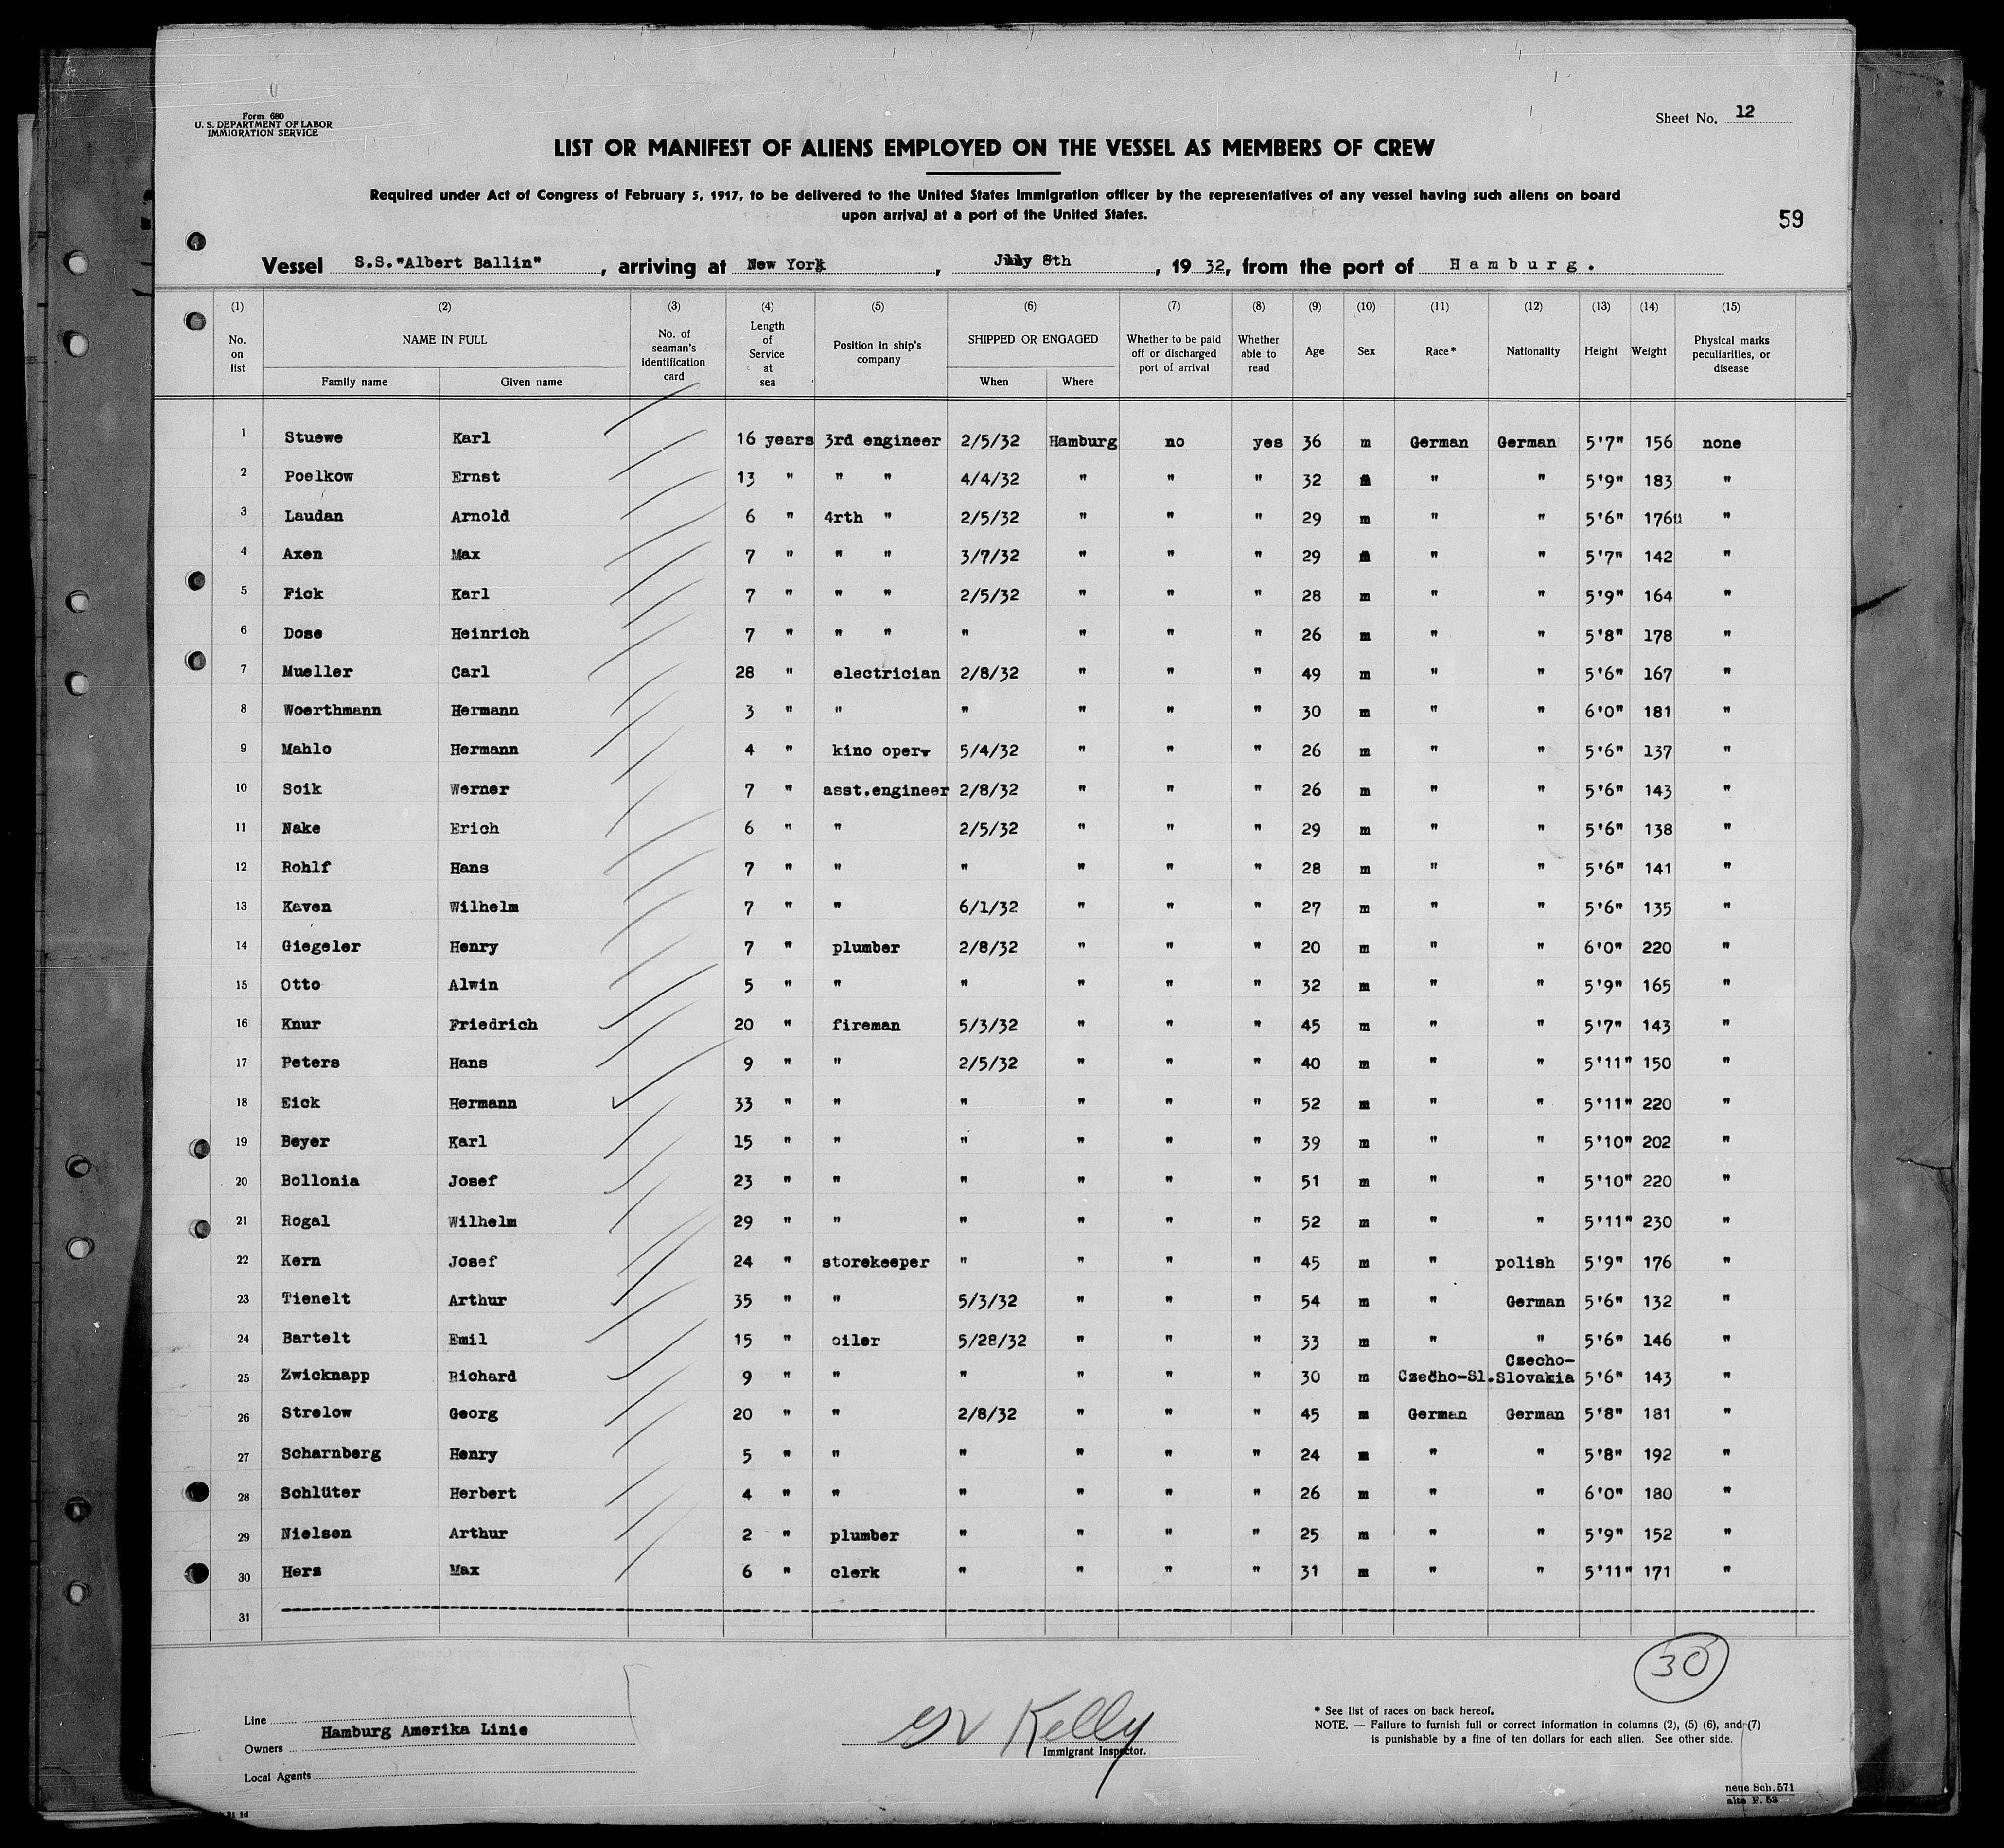 Form 680
U. S. DEPARTMENT OF LABOR
IMMIGRATION SERVICE
Sheet No. 12
LIST OR MANIFEST OF ALIENS EMPLOYED ON THE VESSEL AS MEMBERS OF CREW
Required under Act of Congress of February 5, 1917, to be delivered to the United States immigration officer by the representatives of any vessel having such aliens on board
upon arrival at a port of the United States.
59
Vessel S.S."Albert Ballin", arriving at New York, July 8th, 1932, from the port of Hamburg.
(1) (2) (3) (4) (5) (6) (7) (8) (9) (10) (11) (12) (13) (14) (15)
No. on list NAME IN FULL Family name Given name No. of seaman's identification card Length of Service at sea Position in ship's company SHIPPED OR ENGAGED When Where Whether to be paid off or discharged port of arrival Whether able to read Age Sex Race* Nationality Height Weight Physical marks peculiarities, or disease
1 Stuewe Karl 16 years 3rd engineer 2/5/32 Hamburg no yes 36 m German German 5'7" 156 none
2 Poelkow Ernst 13 " " " 4/4/32 " " " 32 m " " 5'9" 183 "
3 Laudan Arnold 6 " 4rth " 2/5/32 " " " 29 m " " 5'6" 176u "
4 Axen Max 7 " " " 3/7/32 " " " 29 m " " 5'7" 142 "
5 Fick Karl 7 " " " 2/5/32 " " " 28 m " " 5'9" 164 "
6 Dose Heinrich 7 " " " " " " " 26 m " " 5'8" 178 "
7 Mueller Carl 28 " electrician 2/8/32 " " " 49 m " " 5'6" 167 "
8 Woerthmann Hermann 3 " " " " " " 30 m " " 6'0" 181 "
9 Mahlo Hermann 4 " kino oper. 5/4/32 " " " 26 m " " 5'6" 137 "
10 Soik Werner 7 " asst.engineer 2/8/32 " " " 26 m " " 5'6" 143 "
11 Nake Erich 6 " " 2/5/32 " " " 29 m " " 5'6" 138 "
12 Rohlf Hans 7 " " " " " " 28 m " " 5'6" 141 "
13 Kaven Wilhelm 7 " " 6/1/32 " " " 27 m " " 5'6" 135 "
14 Giegeler Henry 7 " plumber 2/8/32 " " " 20 m " " 6'0" 220 "
15 Otto Alwin 5 " " " " " " 32 m " " 5'9" 165 "
16 Knur Friedrich 20 " fireman 5/3/32 " " " 45 m " " 5'7" 143 "
17 Peters Hans 9 " " 2/5/32 " " " 40 m " " 5'11" 150 "
18 Eick Hermann 33 " " " " " " 52 m " " 5'11" 220 "
19 Beyer Karl 15 " " " " " " 39 m " " 5'10" 202 "
20 Bollonia Josef 23 " " " " " " 51 m " " 5'10" 220 "
21 Rogal Wilhelm 29 " " " " " " 52 m " " 5'11" 230 "
22 Kern Josef 24 " storekeeper " " " " 45 m " polish 5'9" 176 "
23 Tienelt Arthur 35 " " 5/3/32 " " " 54 m " German 5'6" 132 "
24 Bartelt Emil 15 " oiler 5/28/32 " " " 33 m " " 5'6" 146 "
25 Zwicknapp Richard 9 " " " " " " 30 m Czecho-Sl. Czecho-Slovakia 5'6" 143 "
26 Strelow Georg 20 " " 2/8/32 " " " 45 m German German 5'8" 181 "
27 Scharnberg Henry 5 " " " " " " 24 m " " 5'8" 192 "
28 Schlüter Herbert 4 " " " " " " 26 m " " 6'0" 180 "
29 Nielsen Arthur 2 " plumber " " " " 25 m " " 5'9" 152 "
30 Hers Max 6 " clerk " " " " 31 m " " 5'11" 171 "
31
30
Line
Hamburg Amerika Linie
Owners
Local Agents
Kelly
Immigrant Inspector.
* See list of races on back hereof.
NOTE. — Failure to furnish full or correct information in columns (2), (5) (6), and (7)
is punishable by a fine of ten dollars for each alien. See other side.
neue Sch. 571
alte F. 53